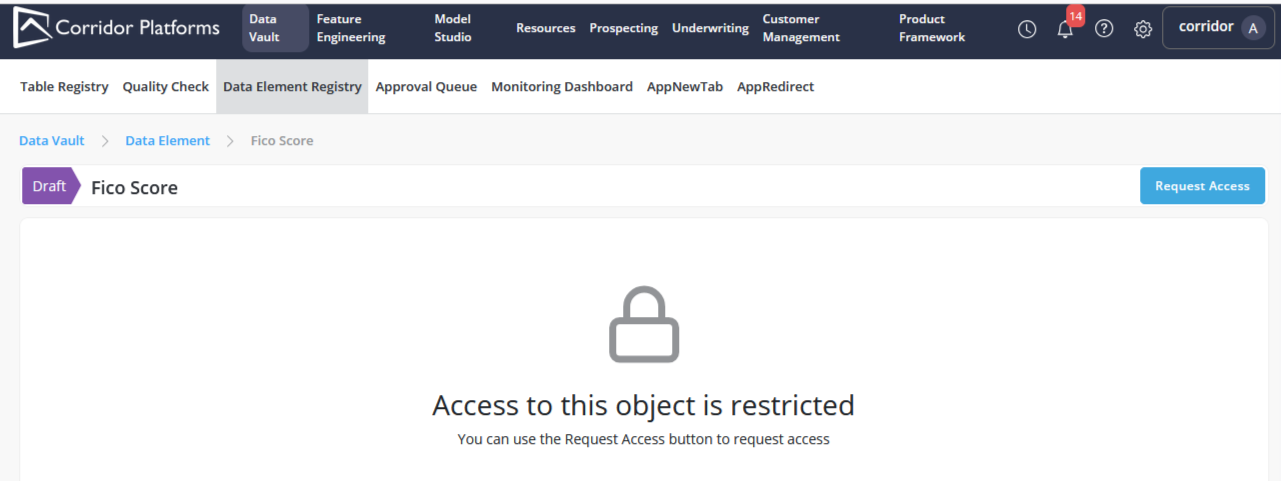 Corridor Platforms
Data Vault
Feature Engineering
Model Studio
Resources
Prospecting
Underwriting
Customer Management
Product Framework
14
corridor A
Table Registry Quality Check Data Element Registry Approval Queue Monitoring Dashboard AppNewTab AppRedirect
Data Vault > Data Element > Fico Score
Draft Fico Score Request Access
Access to this object is restricted
You can use the Request Access button to request access